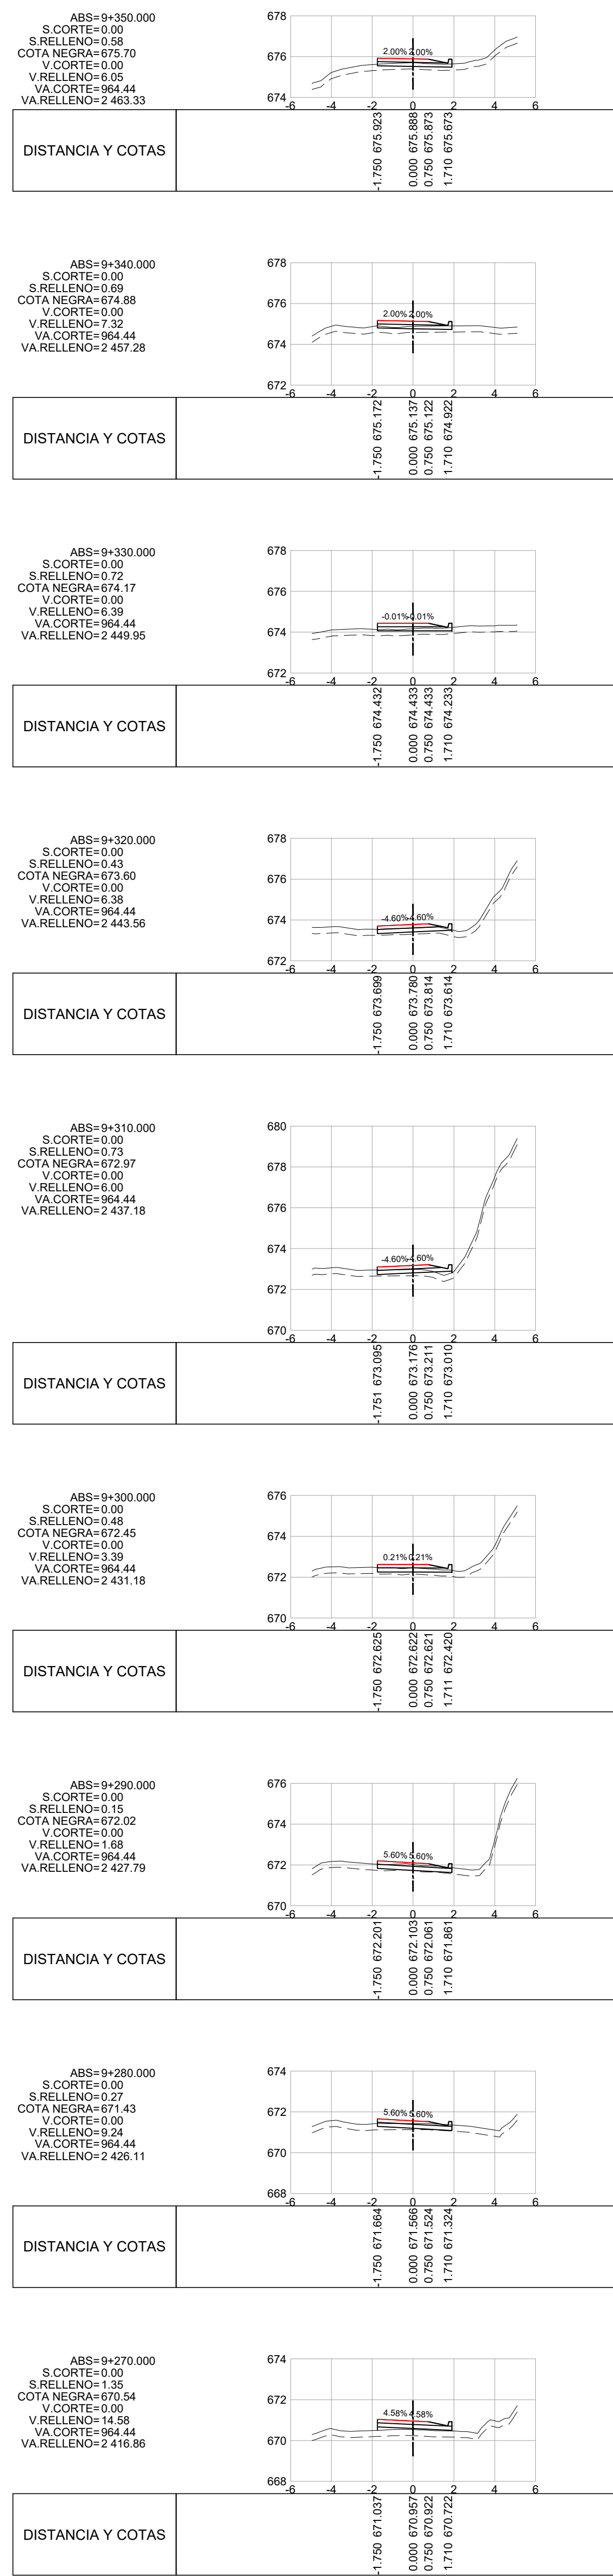 ABS=9+350.000
S.CORTE=0.00
S.RELLENO=0.58
COTA NEGRA=675.70
V.CORTE=0.00
V.RELLENO=6.05
VA.CORTE=964.44
VA.RELLENO=2 463.33
678
676
674
2.00% 2.00%
-6 -4 -2 0 2 4 6
DISTANCIA Y COTAS
-1.750 675.923
0.000 675.888
0.750 675.873
1.710 675.673
ABS=9+340.000
S.CORTE=0.00
S.RELLENO=0.69
COTA NEGRA=674.88
V.CORTE=0.00
V.RELLENO=7.32
VA.CORTE=964.44
VA.RELLENO=2 457.28
678
676
674
672
2.00% 2.00%
-6 -4 -2 0 2 4 6
DISTANCIA Y COTAS
-1.750 675.172
0.000 675.137
0.750 675.122
1.710 674.922
ABS=9+330.000
S.CORTE=0.00
S.RELLENO=0.72
COTA NEGRA=674.17
V.CORTE=0.00
V.RELLENO=6.39
VA.CORTE=964.44
VA.RELLENO=2 449.95
678
676
674
672
-0.01% -0.01%
-6 -4 -2 0 2 4 6
DISTANCIA Y COTAS
-1.750 674.432
0.000 674.433
0.750 674.433
1.710 674.233
ABS=9+320.000
S.CORTE=0.00
S.RELLENO=0.43
COTA NEGRA=673.60
V.CORTE=0.00
V.RELLENO=6.38
VA.CORTE=964.44
VA.RELLENO=2 443.56
678
676
674
672
-4.60% -4.60%
-6 -4 -2 0 2 4 6
DISTANCIA Y COTAS
-1.750 673.699
0.000 673.780
0.750 673.814
1.710 673.614
ABS=9+310.000
S.CORTE=0.00
S.RELLENO=0.73
COTA NEGRA=672.97
V.CORTE=0.00
V.RELLENO=6.00
VA.CORTE=964.44
VA.RELLENO=2 437.18
680
678
676
674
672
670
-4.60% -4.60%
-6 -4 -2 0 2 4 6
DISTANCIA Y COTAS
-1.751 673.095
0.000 673.176
0.750 673.211
1.710 673.010
ABS=9+300.000
S.CORTE=0.00
S.RELLENO=0.48
COTA NEGRA=672.45
V.CORTE=0.00
V.RELLENO=3.39
VA.CORTE=964.44
VA.RELLENO=2 431.18
676
674
672
670
0.21% 0.21%
-6 -4 -2 0 2 4 6
DISTANCIA Y COTAS
-1.750 672.625
0.000 672.622
0.750 672.621
1.711 672.420
ABS=9+290.000
S.CORTE=0.00
S.RELLENO=0.15
COTA NEGRA=672.02
V.CORTE=0.00
V.RELLENO=1.68
VA.CORTE=964.44
VA.RELLENO=2 427.79
676
674
672
670
5.60% 5.60%
-6 -4 -2 0 2 4 6
DISTANCIA Y COTAS
-1.750 672.201
0.000 672.103
0.750 672.061
1.710 671.861
ABS=9+280.000
S.CORTE=0.00
S.RELLENO=0.27
COTA NEGRA=671.43
V.CORTE=0.00
V.RELLENO=9.24
VA.CORTE=964.44
VA.RELLENO=2 426.11
674
672
670
668
5.60% 5.60%
-6 -4 -2 0 2 4 6
DISTANCIA Y COTAS
-1.750 671.664
0.000 671.566
0.750 671.524
1.710 671.324
ABS=9+270.000
S.CORTE=0.00
S.RELLENO=1.35
COTA NEGRA=670.54
V.CORTE=0.00
V.RELLENO=14.58
VA.CORTE=964.44
VA.RELLENO=2 416.86
674
672
670
668
4.58% 4.58%
-6 -4 -2 0 2 4 6
DISTANCIA Y COTAS
-1.750 671.037
0.000 670.957
0.750 670.922
1.710 670.722